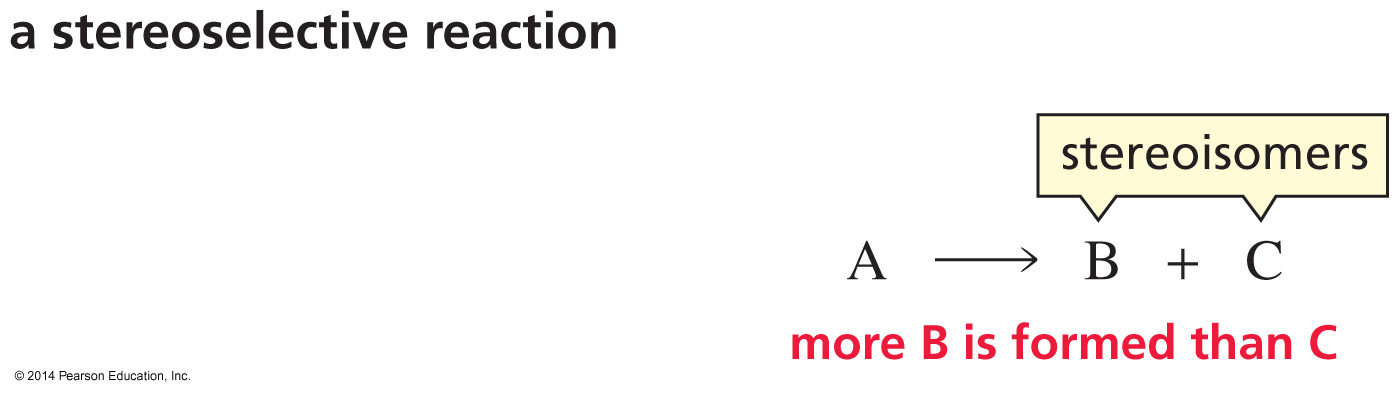 a stereoselective reaction
stereoisomers
A ⟶ B + C
more B is formed than C
© 2014 Pearson Education, Inc.